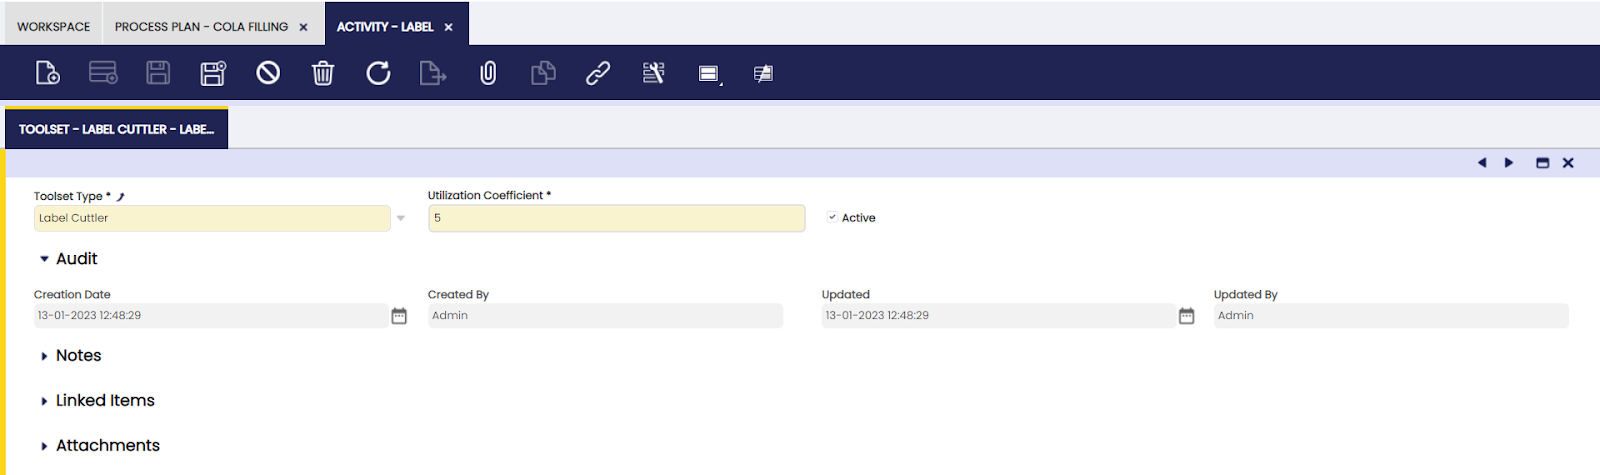 WORKSPACE PROCESS PLAN - COLA FILLING × ACTIVITY - LABEL ×
TOOLSET - LABEL CUTTLER - LABE...
Toolset Type * Utilization Coefficient *
Label Cuttler 5 Active
Audit
Creation Date Created By Updated Updated By
13-01-2023 12:48:29 Admin 13-01-2023 12:48:29 Admin
Notes
Linked Items
Attachments